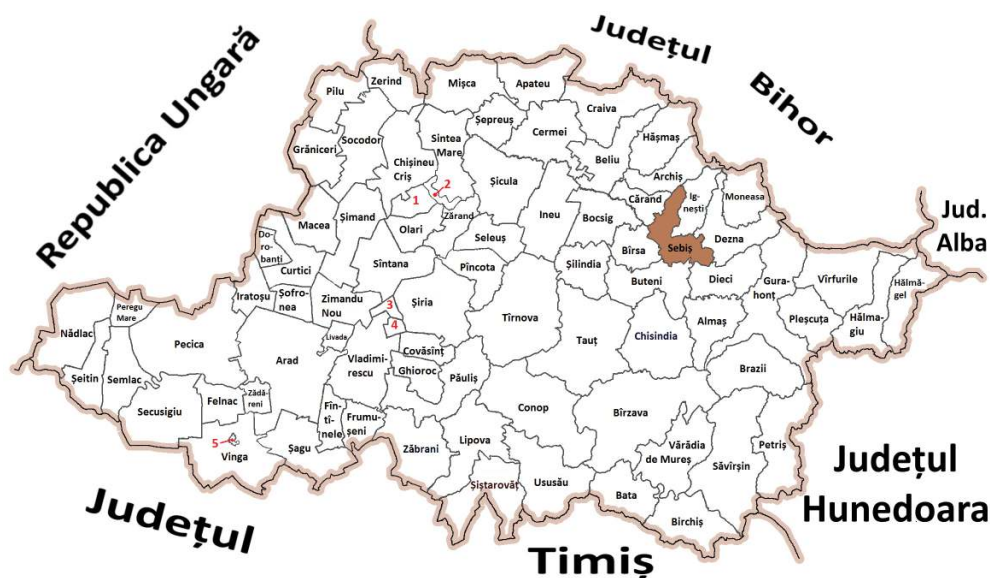 Județul
Bihor
Republica Ungară
Jud.
Alba
Județul
Hunedoara
Județul
Timiș
Pilu
Zerind
Mișca
Apateu
Craiva
Șepreuș
Cermei
Hășmaș
Grăniceri
Socodor
Chișineu
Criș
Sintea
Mare
Beliu
Archiș
Șicula
1
2
Cărand
Ig-
nești
Moneasa
Macea
Șimand
Olari
Zărand
Ineu
Bocsig
Do-
robanți
Seleuș
Bîrsa
Sebiș
Dezna
Curtici
Sîntana
Pîncota
Șilindia
Buteni
Dieci
Gura-
honț
Vîrfurile
Hălmă-
gel
Iratoșu
Șofro-
nea
Zimandu
Nou
3
Șiria
Peregu
Mare
Nădlac
Pecica
Arad
Livada
4
Tîrnova
Tauț
Chisindia
Almaș
Pleșcuța
Hălma-
giu
Covăsinț
Vladimi-
rescu
Ghioroc
Păuliș
Brazii
Șeitin
Semlac
Secusigiu
Felnac
Zădă-
reni
Fîn-
tî-
nele
Frumu-
șeni
Conop
Bîrzava
5
Vinga
Șagu
Zăbrani
Lipova
Vărădia
de Mureș
Săvîrșin
Petriș
Șiștarovăț
Ususău
Bata
Birchiș